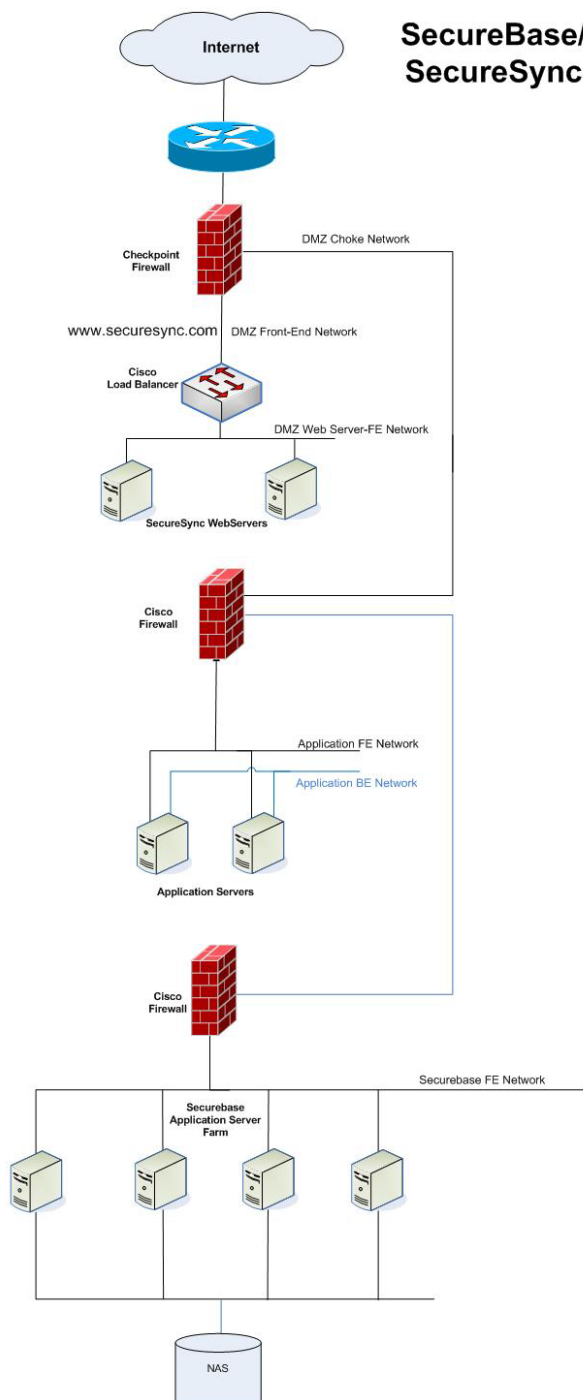 SecureBase/
SecureSync
Internet
DMZ Choke Network
Checkpoint
Firewall
www.securesync.com
DMZ Front-End Network
Cisco
Load Balancer
DMZ Web Server-FE Network
SecureSync WebServers
Cisco
Firewall
Application FE Network
Application BE Network
Application Servers
Cisco
Firewall
Securebase FE Network
Securebase
Application Server
Farm
NAS